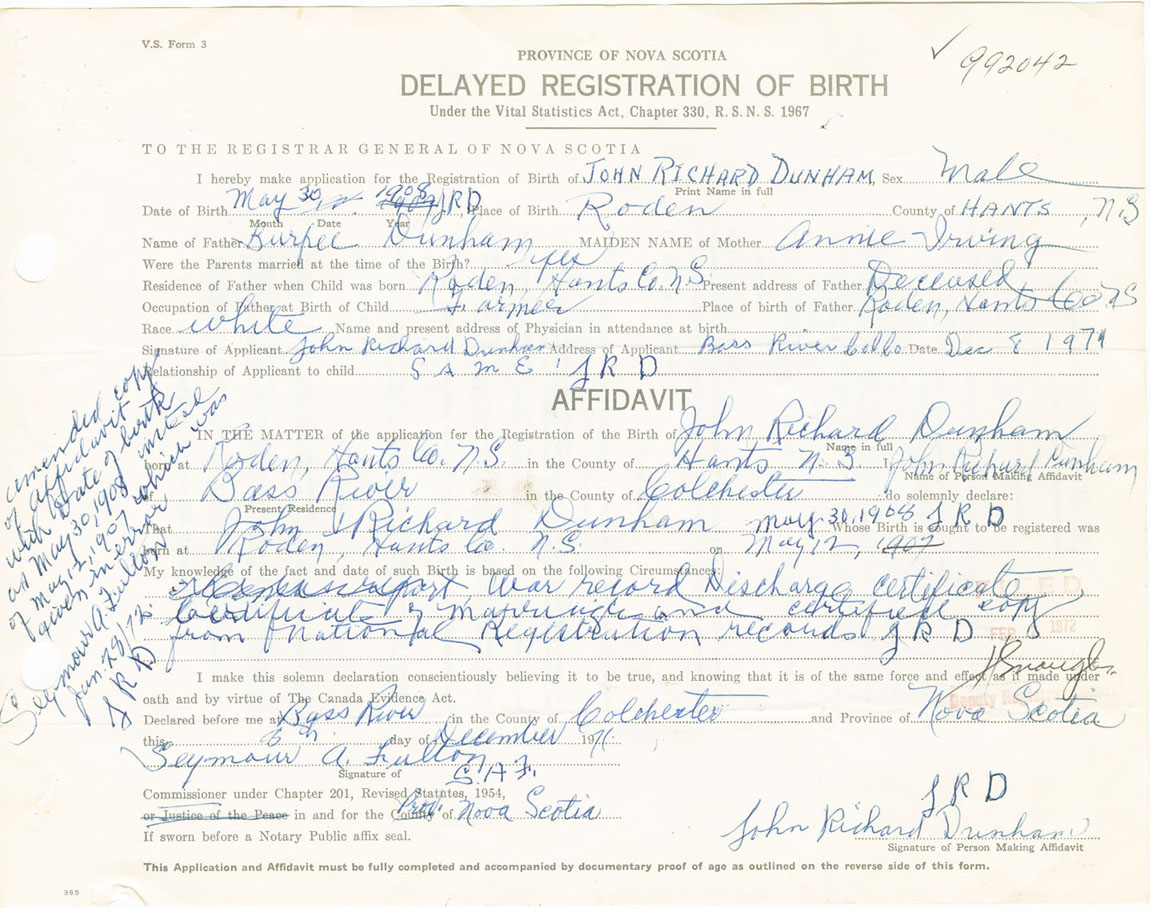 V.S. Form 3
PROVINCE OF NOVA SCOTIA
992042
DELAYED REGISTRATION OF BIRTH
Under the Vital Statistics Act, Chapter 330, R.S.N.S. 1967
TO THE REGISTRAR GENERAL OF NOVA SCOTIA
I hereby make application for the Registration of Birth of JOHN RICHARD DUNHAM, Sex Male
Print Name in full
Date of Birth May 30 1908 JRD Place of Birth Roden County of HANTS, N.S
Month Date Year
Name of Father Burpee Dunham MAIDEN NAME of Mother Annie Irving
Were the Parents married at the time of the Birth? yes
Residence of Father when Child was born Roden, Hants Co. N.S. Present address of Father Deceased
Occupation of Father at Birth of Child Farmer Place of birth of Father Roden, Hants Co NS
Race white Name and present address of Physician in attendance at birth
Signature of Applicant John Richard Dunham Address of Applicant Bass River Date Dec 8 1971
Relationship of Applicant to child SAME JRD
AFFIDAVIT
IN THE MATTER of the application for the Registration of the Birth of John Richard Dunham
Name in full
born at Roden, Hants Co. N.S. in the County of Hants N.S I John Richard Dunham
Name of Person Making Affidavit
of Bass River in the County of Colchester do solemnly declare:
Present Residence
That John Richard Dunham May 30, 1908 JRD Whose Birth is sought to be registered was
born at Roden, Hants Co. N.S. on May 12, 1907
My knowledge of the fact and date of such Birth is based on the following Circumstances:
War record Discharge certificate
Certificate of Marriage and certified copy
from National Registration records JRD
FEB 1972
I make this solemn declaration conscientiously believing it to be true, and knowing that it is of the same force and effect as if made under
oath and by virtue of The Canada Evidence Act.
Deputy
Declared before me at Bass River in the County of Colchester and Province of Nova Scotia
this day of December 1971
Seymour A. Fulton
Signature of S.A.F.
Commissioner under Chapter 201, Revised Statutes, 1954,
or Justice of the Peace in and for the County of Prov. Nova Scotia
JRD
John Richard Dunham
If sworn before a Notary Public affix seal.
Signature of Person Making Affidavit
This Application and Affidavit must be fully completed and accompanied by documentary proof of age as outlined on the reverse side of this form.
385
amended copy
of affidavit
with Date of birth
as May 30, 1908 instead
of May 12, 1907 which was
given in error
Seymour A Fulton
Jan. 28/72.
JRD